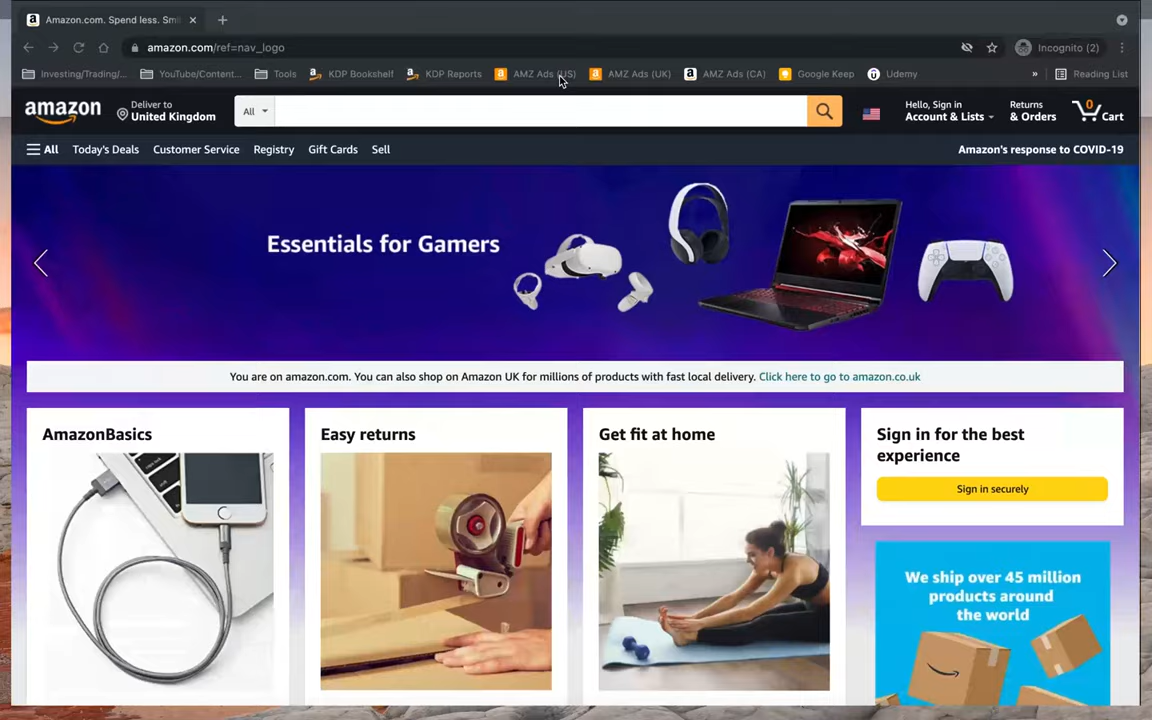 Amazon.com. Spend less. Smi
amazon.com/ref=nav_logo
Incognito (2)
Investing/Trading/...
YouTube/Content...
Tools
KDP Bookshelf
KDP Reports
AMZ Ads (US)
AMZ Ads (UK)
AMZ Ads (CA)
Google Keep
Udemy
»
Reading List
amazon
Deliver to
United Kingdom
All
Hello, Sign in
Account & Lists
Returns
& Orders
0
Cart
All
Today's Deals
Customer Service
Registry
Gift Cards
Sell
Amazon's response to COVID-19
Essentials for Gamers
You are on amazon.com. You can also shop on Amazon UK for millions of products with fast local delivery. Click here to go to amazon.co.uk
AmazonBasics
Easy returns
Get fit at home
Sign in for the best
experience
Sign in securely
We ship over 45 million
products around
the world